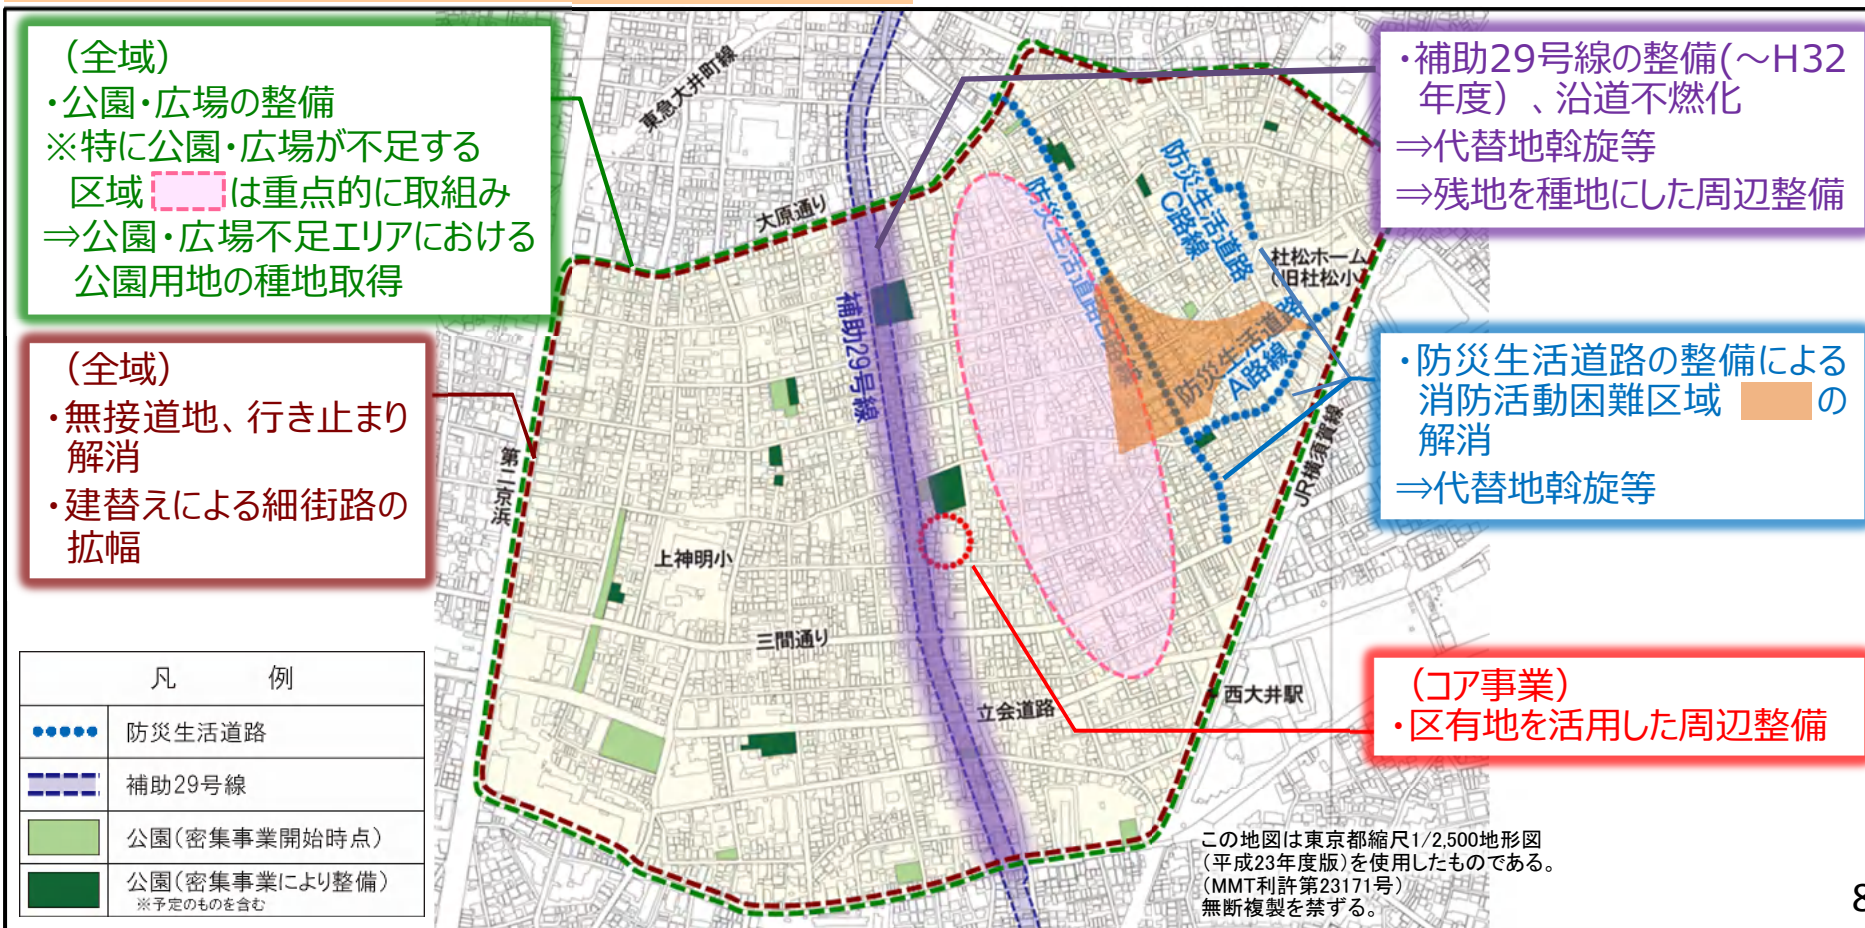 （全域）
・公園・広場の整備
※特に公園・広場が不足する
区域　　　は重点的に取組み
⇒公園・広場不足エリアにおける
公園用地の種地取得
（全域）
・無接道地、行き止まり
解消
・建替えによる細街路の
拡幅
・補助29号線の整備(～H32
年度）、沿道不燃化
⇒代替地斡旋等
⇒残地を種地にした周辺整備
・防災生活道路の整備による
消防活動困難区域　　　の
解消
⇒代替地斡旋等
（コア事業）
・区有地を活用した周辺整備
東急大井町線
大原通り
補助29号線
防災生活道路B路線
防災生活道路
C路線
杜松ホーム
(旧杜松小)
防災生活道路
A路線
JR横須賀線
第二京浜
上神明小
三間通り
立会道路
西大井駅
凡　例
防災生活道路
補助29号線
公園(密集事業開始時点)
公園(密集事業により整備)
※予定のものを含む
この地図は東京都縮尺1/2,500地形図
（平成23年度版）を使用したものである。
（MMT利許第23171号）
無断複製を禁ずる。
8